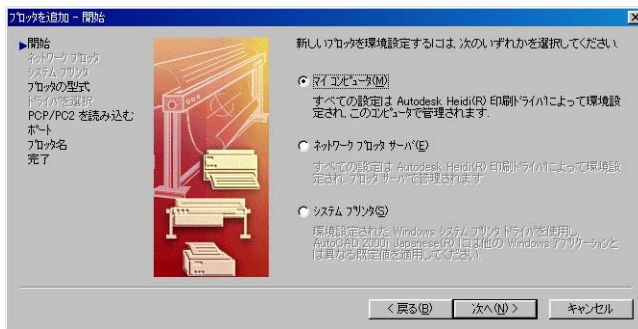 プロッタを追加 - 開始
開始
ネットワーク プロッタ
システム プリンタ
プロッタの型式
ドライバを選択
PCP/PC2 を読み込む
ポート
プロッタ名
完了
新しいプロッタを環境設定するには、次のいずれかを選択してください.
マイ コンピュータ(M)
すべての設定は Autodesk Heidi(R) 印刷ドライバによって環境設
定され、このコンピュータで管理されます.
ネットワーク プロッタ サーバ(E)
すべての設定は Autodesk Heidi(R) 印刷ドライバによって環境設
定され、プロッタ サーバで管理されます.
システム プリンタ(S)
環境設定された Windows システム プリンタ ドライバを使用し、
AutoCAD 2000i Japanese(R) には他の Windows アプリケーションと
は異なる既定値を適用してください.
< 戻る(B)
次へ(N) >
キャンセル